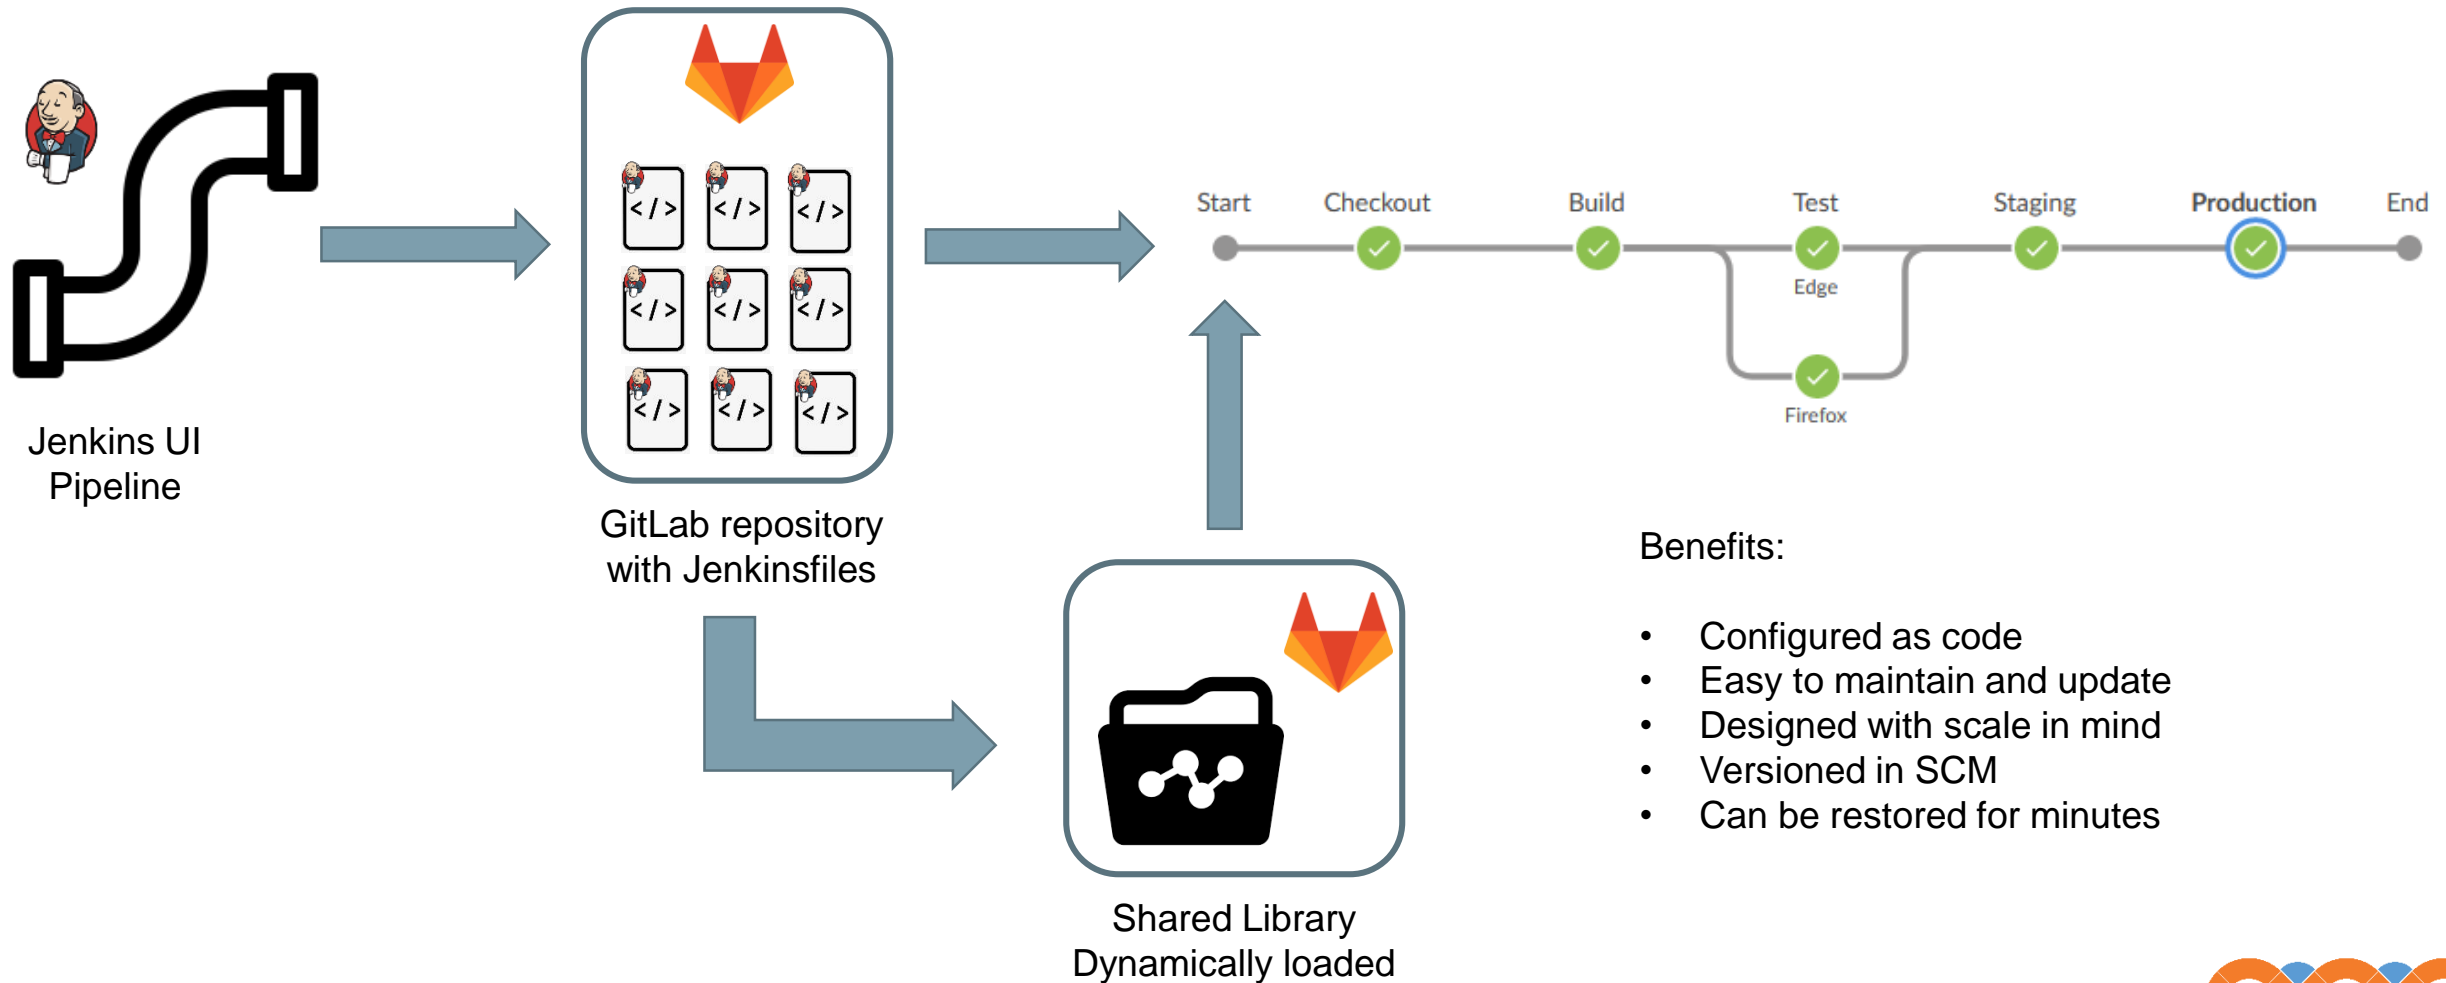 Jenkins UI
Pipeline
</>
</>
</>
</>
</>
</>
</>
</>
</>
GitLab repository
with Jenkinsfiles
Start
Checkout
Build
Test
Staging
Production
End
Edge
Firefox
Shared Library
Dynamically loaded
Benefits:
• Configured as code
• Easy to maintain and update
• Designed with scale in mind
• Versioned in SCM
• Can be restored for minutes